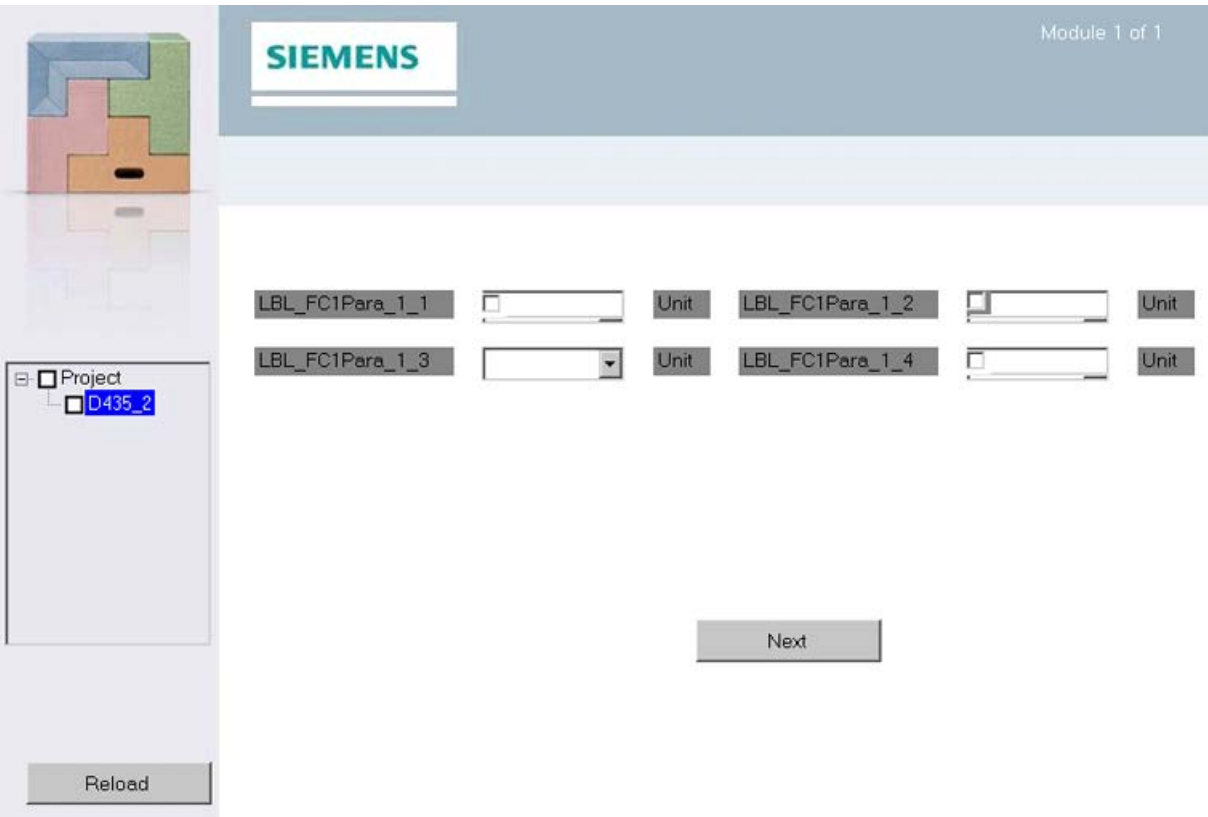 SIEMENS
Module 1 of 1
LBL_FC1Para_1_1
Unit
LBL_FC1Para_1_2
Unit
LBL_FC1Para_1_3
Unit
LBL_FC1Para_1_4
Unit
Project
D435_2
Next
Reload